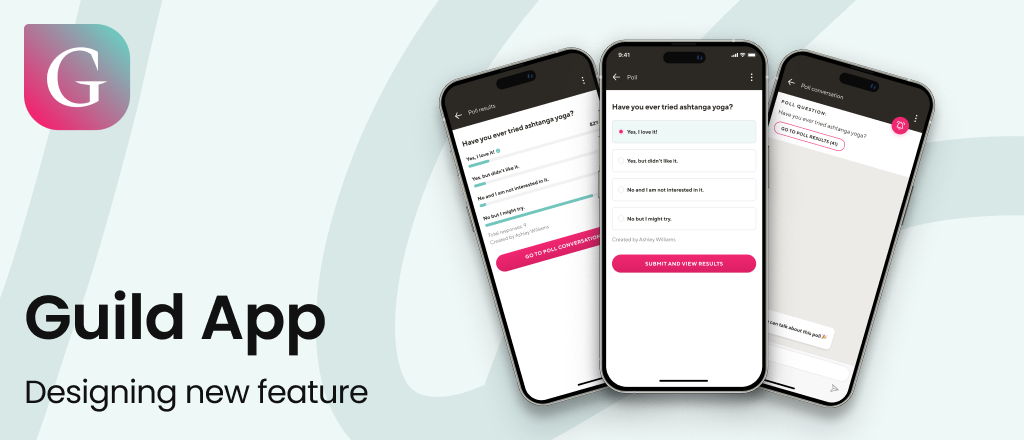 G
Guild App
Designing new feature
Poll results
Have you ever tried ashtanga yoga?
Yes, I love it!
Yes, but didn't like it.
No and I am not interested in it.
No but I might try.
Total responses: 9
Created by Ashley Williams
GO TO POLL CONVERSATION
9:41
Poll
Have you ever tried ashtanga yoga?
Yes, I love it!
Yes, but didn't like it.
No and I am not interested in it.
No but I might try.
Created by Ashley Williams
SUBMIT AND VIEW RESULTS
Poll conversation
POLL QUESTION:
Have you ever tried ashtanga yoga?
GO TO POLL RESULTS (41)
can talk about this poll 🎉